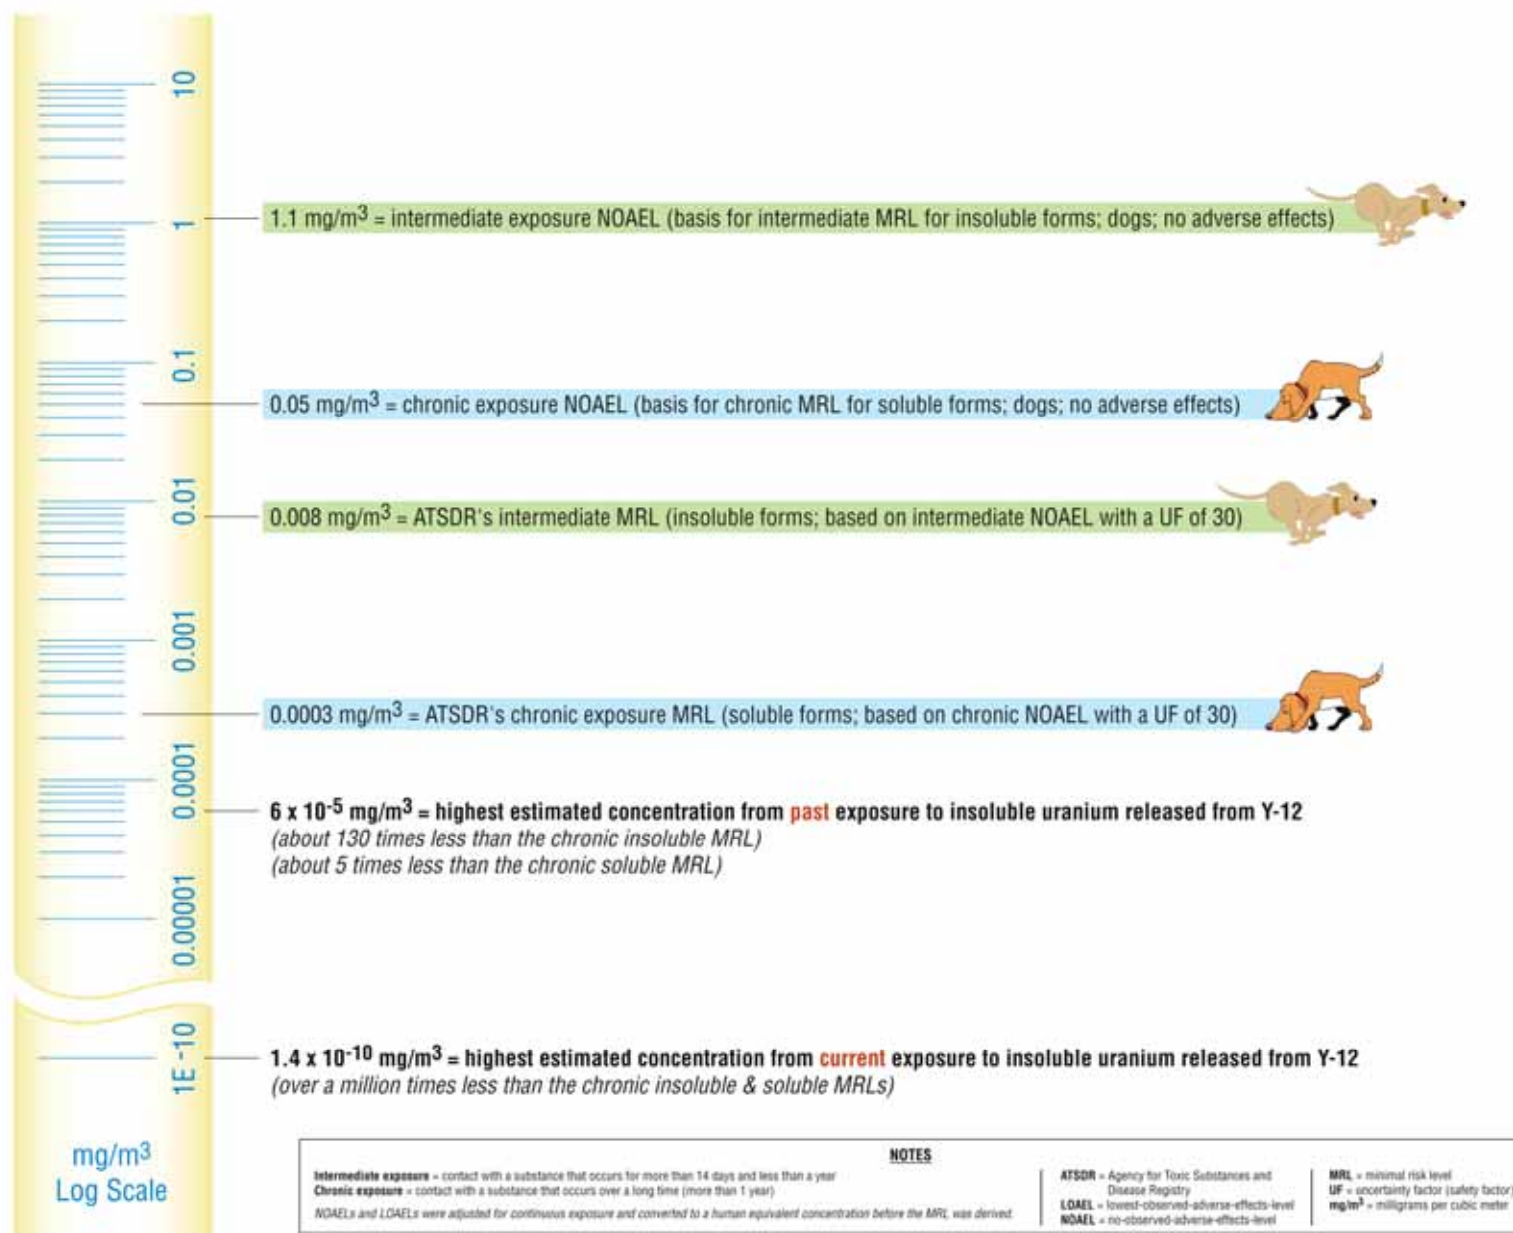 10
1
0.1
0.01
0.001
0.0001
0.00001
1E -10
mg/m³
Log Scale
1.1 mg/m³ = intermediate exposure NOAEL (basis for intermediate MRL for insoluble forms; dogs; no adverse effects)
0.05 mg/m³ = chronic exposure NOAEL (basis for chronic MRL for soluble forms; dogs; no adverse effects)
0.008 mg/m³ = ATSDR's intermediate MRL (insoluble forms; based on intermediate NOAEL with a UF of 30)
0.0003 mg/m³ = ATSDR's chronic exposure MRL (soluble forms; based on chronic NOAEL with a UF of 30)
6 x 10⁻⁵ mg/m³ = highest estimated concentration from past exposure to insoluble uranium released from Y-12
(about 130 times less than the chronic insoluble MRL)
(about 5 times less than the chronic soluble MRL)
1.4 x 10⁻¹⁰ mg/m³ = highest estimated concentration from current exposure to insoluble uranium released from Y-12
(over a million times less than the chronic insoluble & soluble MRLs)
NOTES
Intermediate exposure = contact with a substance that occurs for more than 14 days and less than a year
Chronic exposure = contact with a substance that occurs over a long time (more than 1 year)
NOAELs and LOAELs were adjusted for continuous exposure and converted to a human equivalent concentration before the MRL was derived.
ATSDR = Agency for Toxic Substances and
Disease Registry
LOAEL = lowest-observed-adverse-effects-level
NOAEL = no-observed-adverse-effects-level
MRL = minimal risk level
UF = uncertainty factor (safety factor)
mg/m³ = milligrams per cubic meter